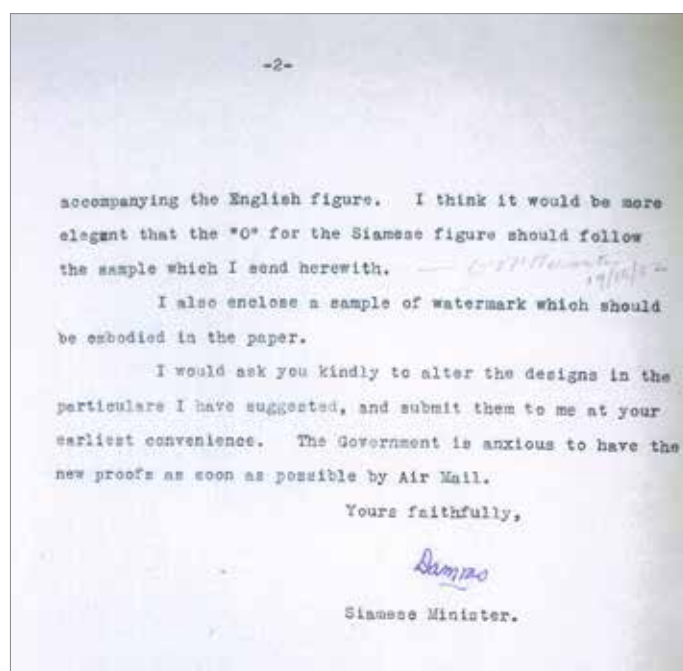 -2-
accompanying the English figure. I think it would be more
elegant that the "0" for the Siamese figure should follow
the sample which I send herewith.
I also enclose a sample of watermark which should
be embodied in the paper.
I would ask you kindly to alter the designs in the
particulars I have suggested, and submit them to me at your
earliest convenience. The Government is anxious to have the
new proofs as soon as possible by Air Mail.
Yours faithfully,
Damras
Siamese Minister.